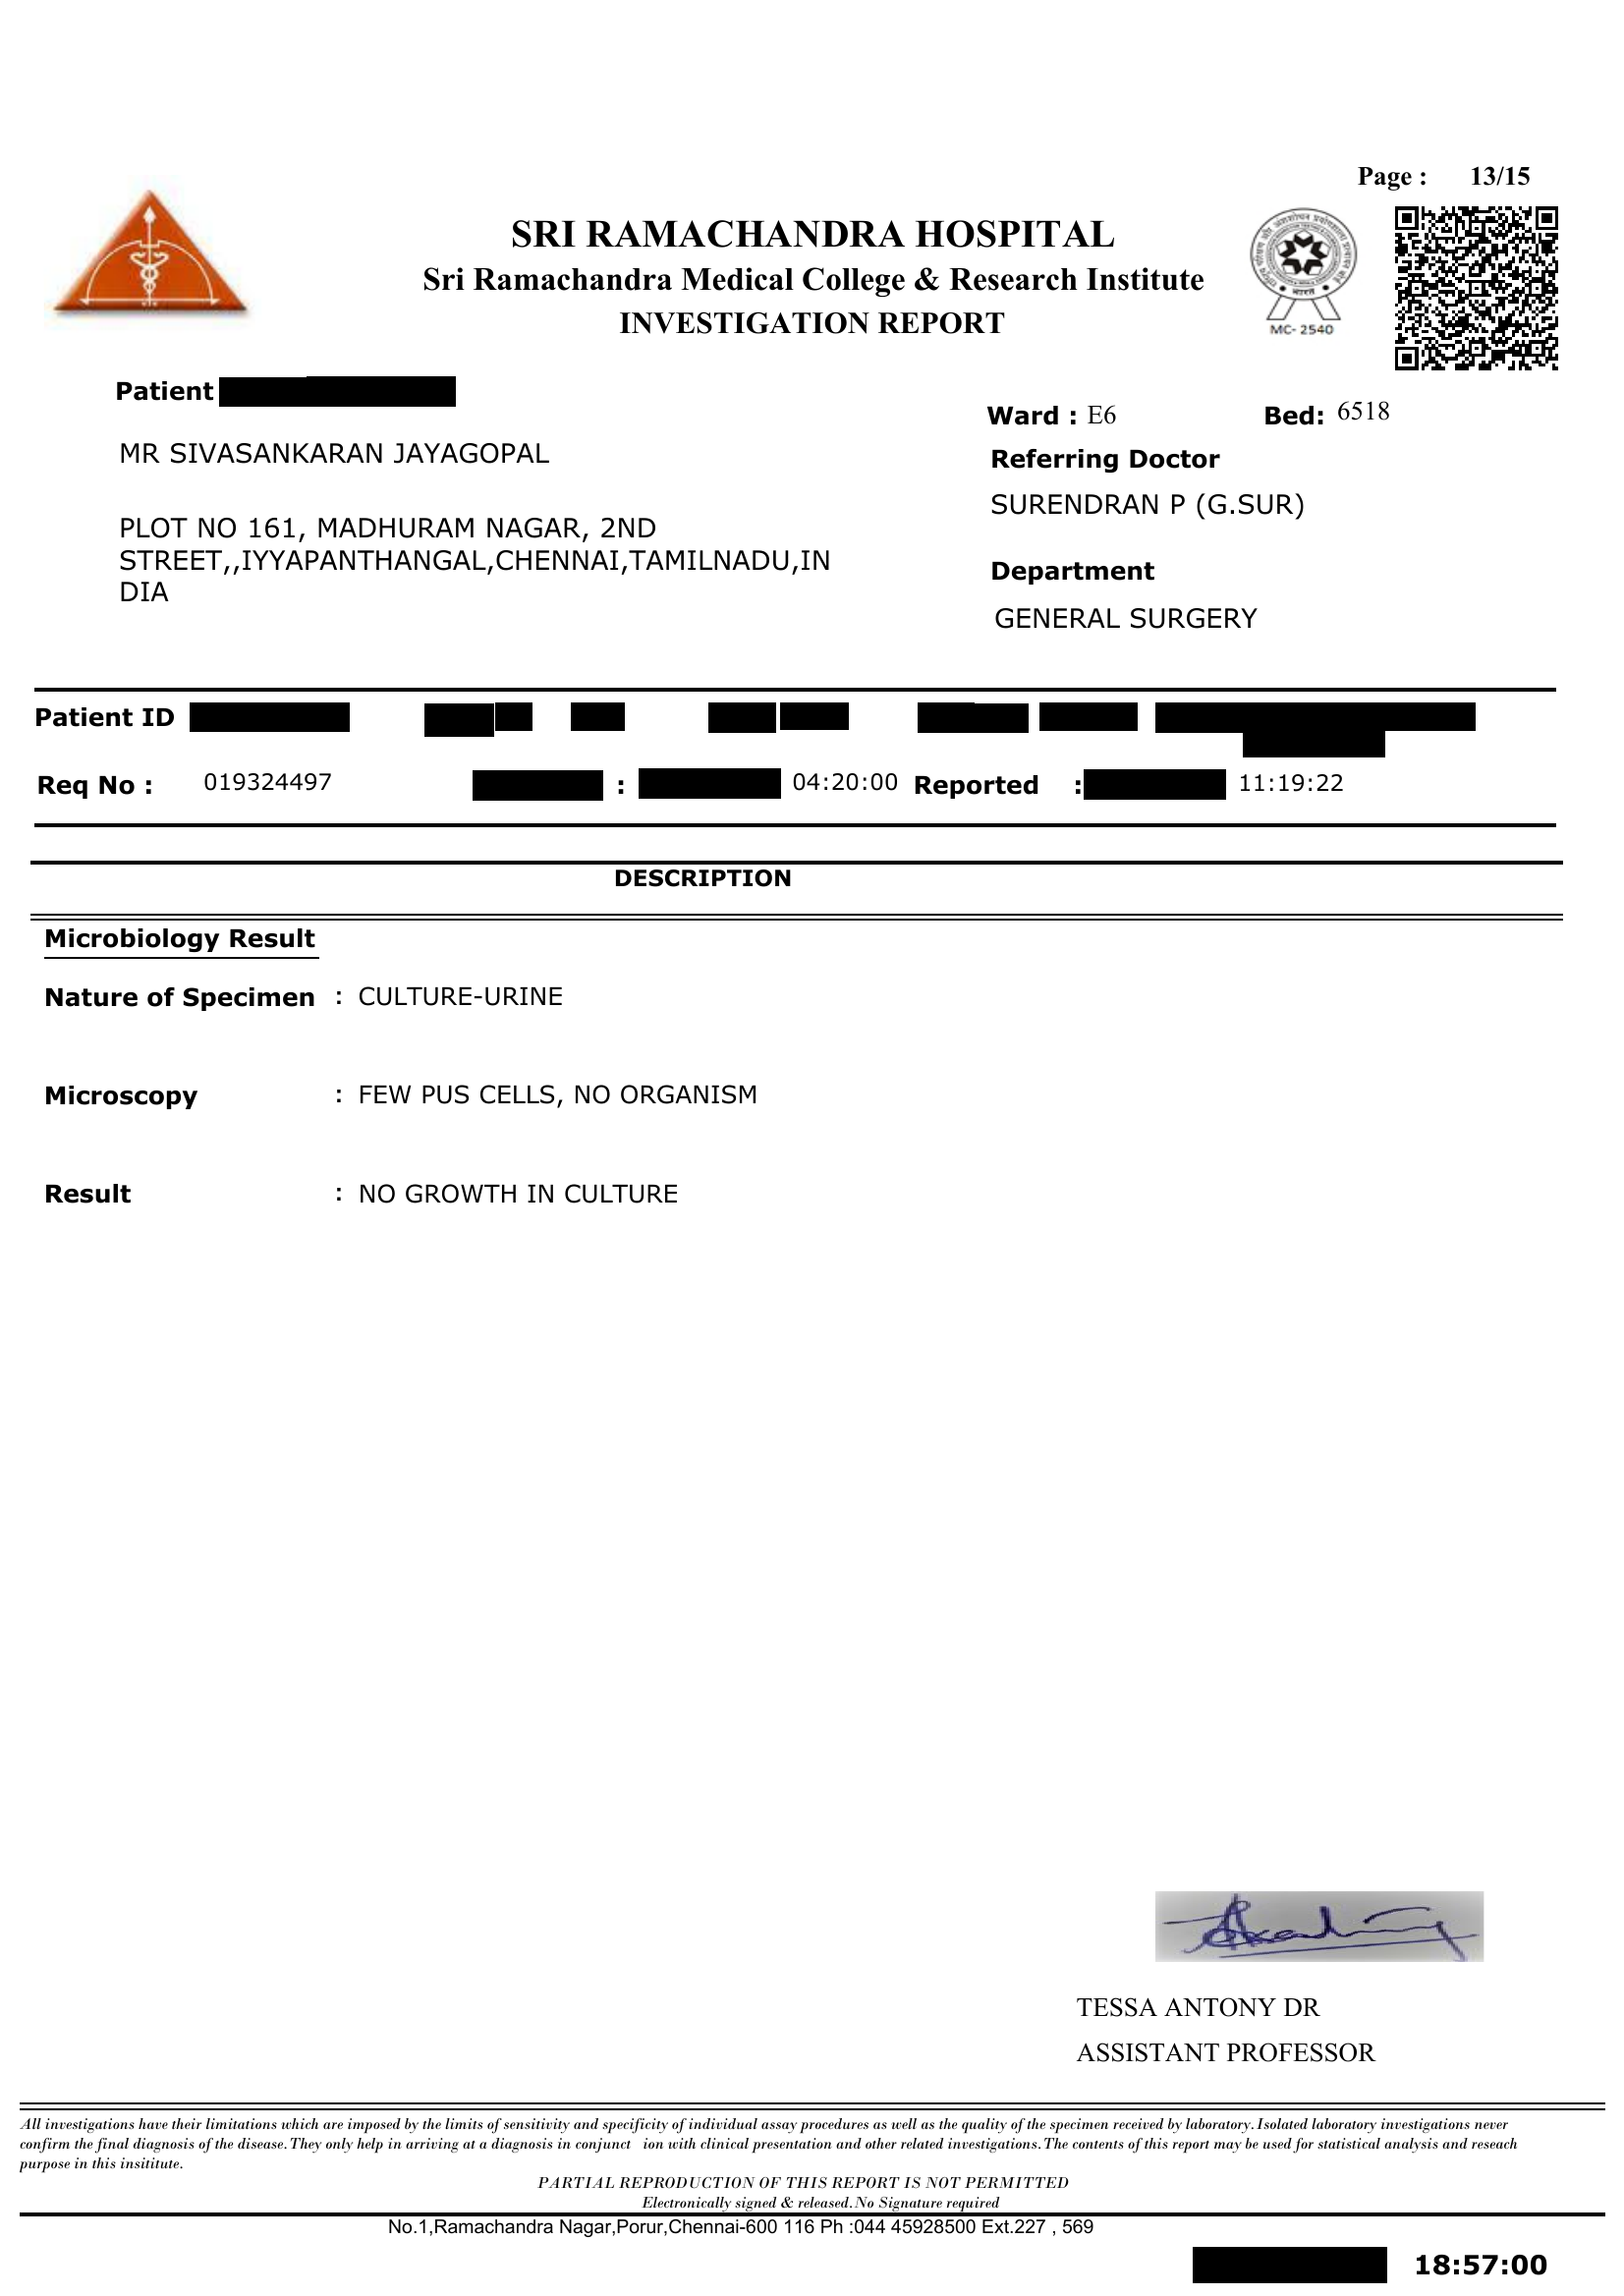 Page : 13/15
SRI RAMACHANDRA HOSPITAL
Sri Ramachandra Medical College & Research Institute
INVESTIGATION REPORT
MC- 2540
Patient
Ward : E6 Bed: 6518
MR SIVASANKARAN JAYAGOPAL
Referring Doctor
SURENDRAN P (G.SUR)
PLOT NO 161, MADHURAM NAGAR, 2ND
STREET,,IYYAPANTHANGAL,CHENNAI,TAMILNADU,IN
DIA
Department
GENERAL SURGERY
Patient ID
Req No : 019324497 : 04:20:00 Reported : 11:19:22
DESCRIPTION
Microbiology Result
Nature of Specimen : CULTURE-URINE
Microscopy : FEW PUS CELLS, NO ORGANISM
Result : NO GROWTH IN CULTURE
TESSA ANTONY DR
ASSISTANT PROFESSOR
All investigations have their limitations which are imposed by the limits of sensitivity and specificity of individual assay procedures as well as the quality of the specimen received by laboratory. Isolated laboratory investigations never
confirm the final diagnosis of the disease. They only help in arriving at a diagnosis in conjunct ion with clinical presentation and other related investigations. The contents of this report may be used for statistical analysis and reseach
purpose in this insititute.
PARTIAL REPRODUCTION OF THIS REPORT IS NOT PERMITTED
Electronically signed & released. No Signature required
No.1,Ramachandra Nagar,Porur,Chennai-600 116 Ph :044 45928500 Ext.227 , 569
18:57:00